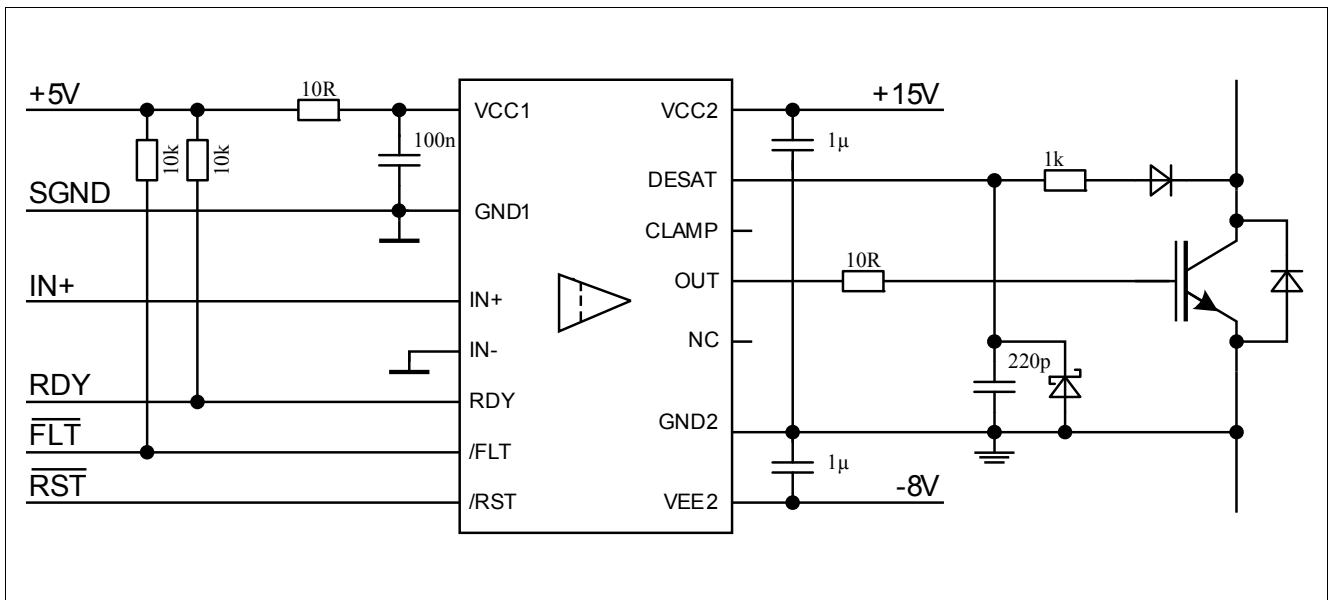 +5V
10R
VCC1
VCC2
+15V
10k
10k
100n
1µ
DESAT
1k
SGND
GND1
CLAMP
IN+
IN+
OUT
10R
IN-
NC
RDY
RDY
220p
GND2
FLT
/FLT
1µ
RST
/RST
VEE2
-8V